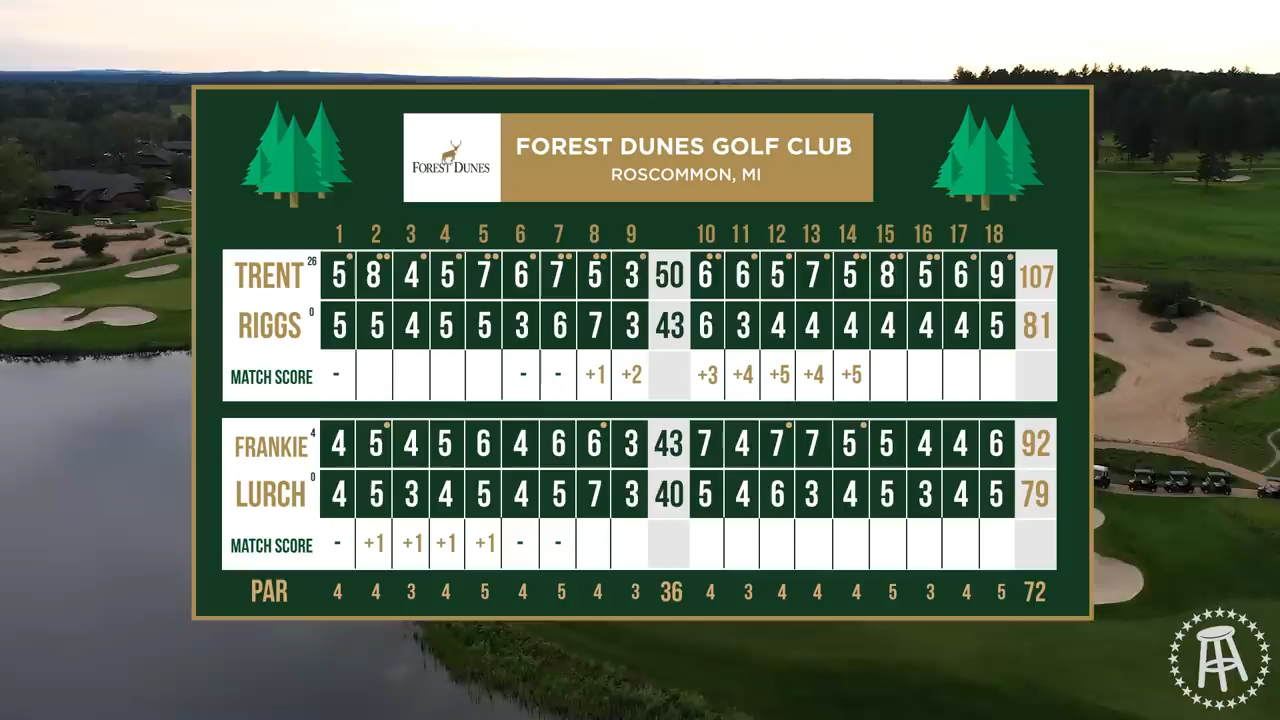 FOREST DUNES
FOREST DUNES GOLF CLUB
ROSCOMMON, MI
1 2 3 4 5 6 7 8 9 10 11 12 13 14 15 16 17 18
TRENT 26 5 8 4 5 7 6 7 5 3 50 6 6 5 7 5 8 5 6 9 107
RIGGS 0 5 5 4 5 5 3 6 7 3 43 6 3 4 4 4 4 4 4 5 81
MATCH SCORE - - - +1 +2 +3 +4 +5 +4 +5
FRANKIE 4 4 5 4 5 6 4 6 6 3 43 7 4 7 7 5 5 4 4 6 92
LURCH 0 4 5 3 4 5 4 5 7 3 40 5 4 6 3 4 5 3 4 5 79
MATCH SCORE - +1 +1 +1 +1 - -
PAR 4 4 3 4 5 4 5 4 3 36 4 3 4 4 4 5 3 4 5 72